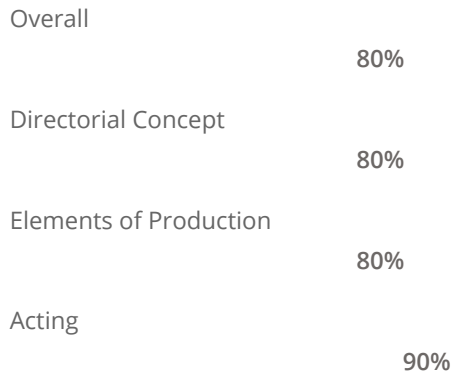 Overall
80%
Directorial Concept
80%
Elements of Production
80%
Acting
90%